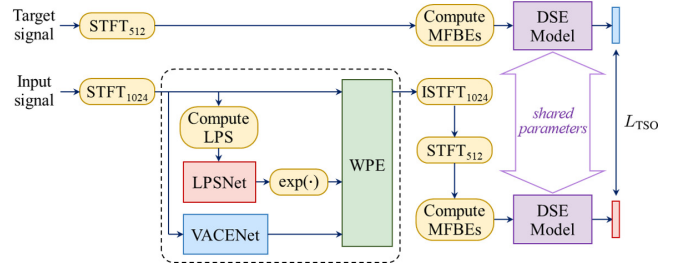 Target
signal
STFT512
Compute
MFBEs
DSE
Model
Input
signal
STFT1024
Compute
LPS
LPSNet
exp(·)
VACENet
WPE
ISTFT1024
STFT512
Compute
MFBEs
shared
parameters
DSE
Model
LTSO